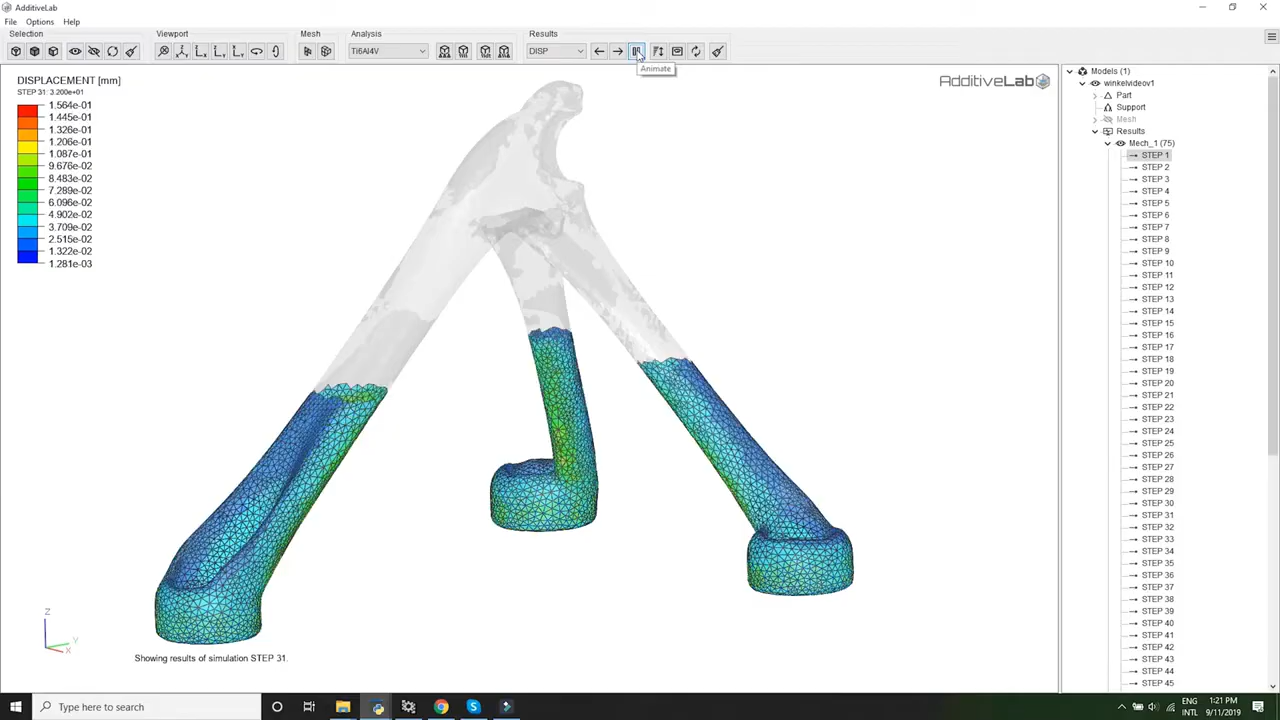 AdditiveLab
File Options Help
Selection Viewport Mesh Analysis Results
Ti6Al4V DISP
Animate
DISPLACEMENT [mm]
STEP 31: 3.200e+01
1.564e-01
1.445e-01
1.326e-01
1.206e-01
1.087e-01
9.676e-02
8.483e-02
7.289e-02
6.096e-02
4.902e-02
3.709e-02
2.515e-02
1.322e-02
1.281e-03
AdditiveLab
Models (1)
winkelvideov1
Part
Support
Mesh
Results
Mech_1 (75)
STEP 1
STEP 2
STEP 3
STEP 4
STEP 5
STEP 6
STEP 7
STEP 8
STEP 9
STEP 10
STEP 11
STEP 12
STEP 13
STEP 14
STEP 15
STEP 16
STEP 17
STEP 18
STEP 19
STEP 20
STEP 21
STEP 22
STEP 23
STEP 24
STEP 25
STEP 26
STEP 27
STEP 28
STEP 29
STEP 30
STEP 31
STEP 32
STEP 33
STEP 34
STEP 35
STEP 36
STEP 37
STEP 38
STEP 39
STEP 40
STEP 41
STEP 42
STEP 43
STEP 44
STEP 45
Z
Y
X
Showing results of simulation STEP 31.
Type here to search
ENG 1:21 PM
INTL 9/11/2019